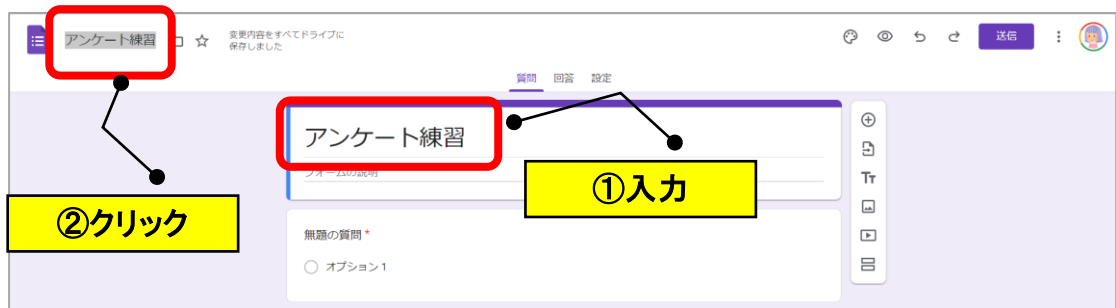 アンケート練習
変更内容をすべてドライブに
保存しました
送信
質問 回答 設定
アンケート練習
フォームの説明
①入力
②クリック
無題の質問 *
オプション 1
Tт